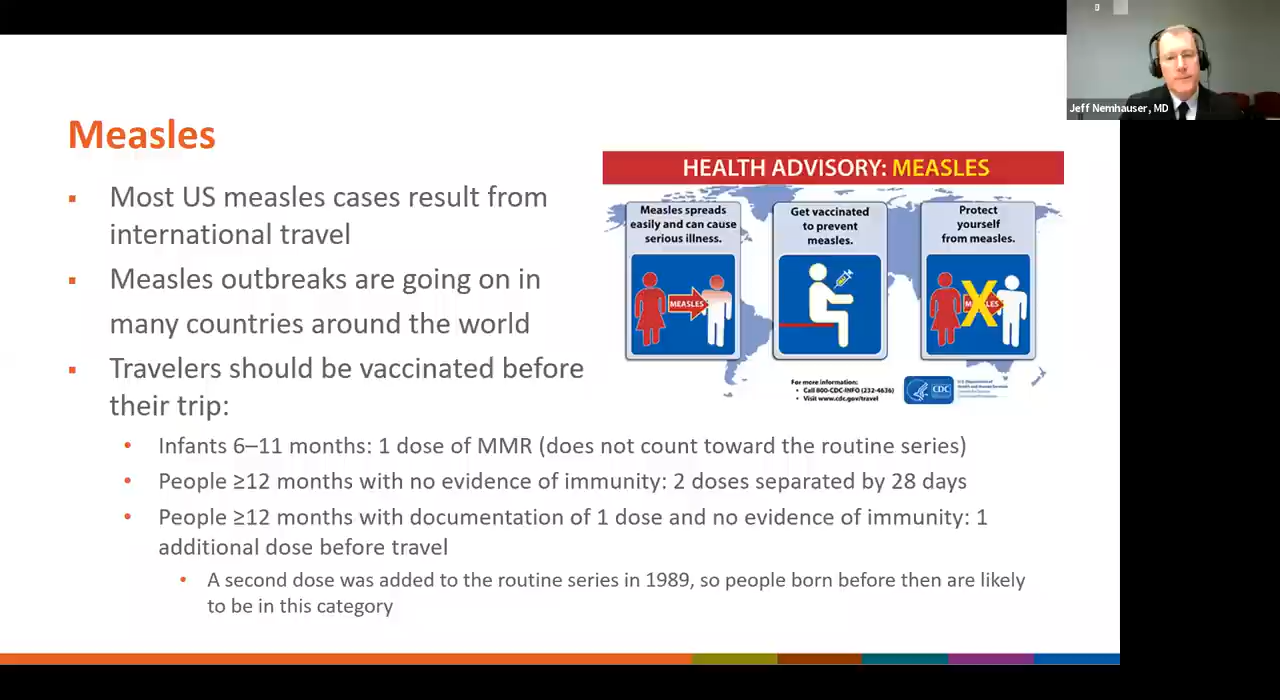 Jeff Nemhauser, MD
Measles
▪ Most US measles cases result from
international travel
▪ Measles outbreaks are going on in
many countries around the world
▪ Travelers should be vaccinated before
their trip:
• Infants 6–11 months: 1 dose of MMR (does not count toward the routine series)
• People ≥12 months with no evidence of immunity: 2 doses separated by 28 days
• People ≥12 months with documentation of 1 dose and no evidence of immunity: 1
additional dose before travel
• A second dose was added to the routine series in 1989, so people born before then are likely
to be in this category
HEALTH ADVISORY: MEASLES
Measles spreads
easily and can cause
serious illness.
MEASLES
Get vaccinated
to prevent
measles.
Protect
yourself
from measles.
For more information:
• Call 800-CDC-INFO (232-4636)
• Visit www.cdc.gov/travel
CDC
U.S. Department of
Health and Human Services